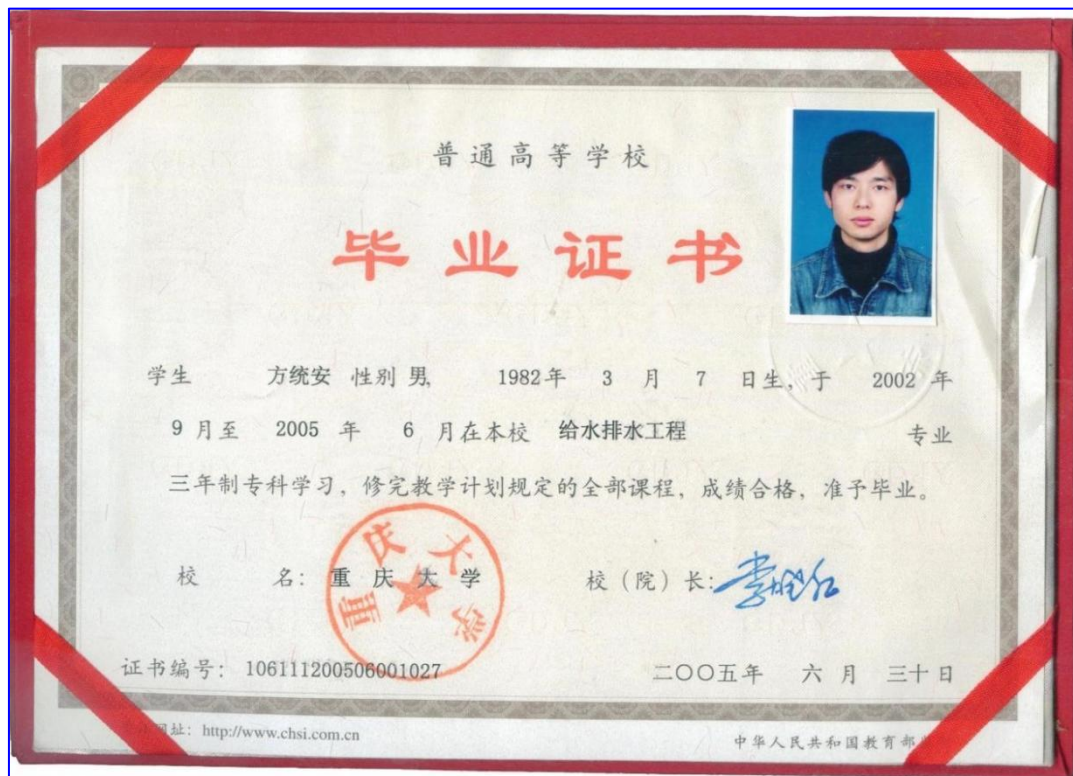 普通高等学校
毕业证书
学生 方统安 性别 男, 1982年 3 月 7 日生, 于 2002 年
9 月至 2005 年 6 月在本校 给水排水工程 专业
三年制专科学习, 修完教学计划规定的全部课程, 成绩合格, 准予毕业。
校 名: 重庆大学 校(院)长:
重庆大学
证书编号: 106111200506001027 二〇〇五年 六月 三十日
网址: http://www.chsi.com.cn 中华人民共和国教育部